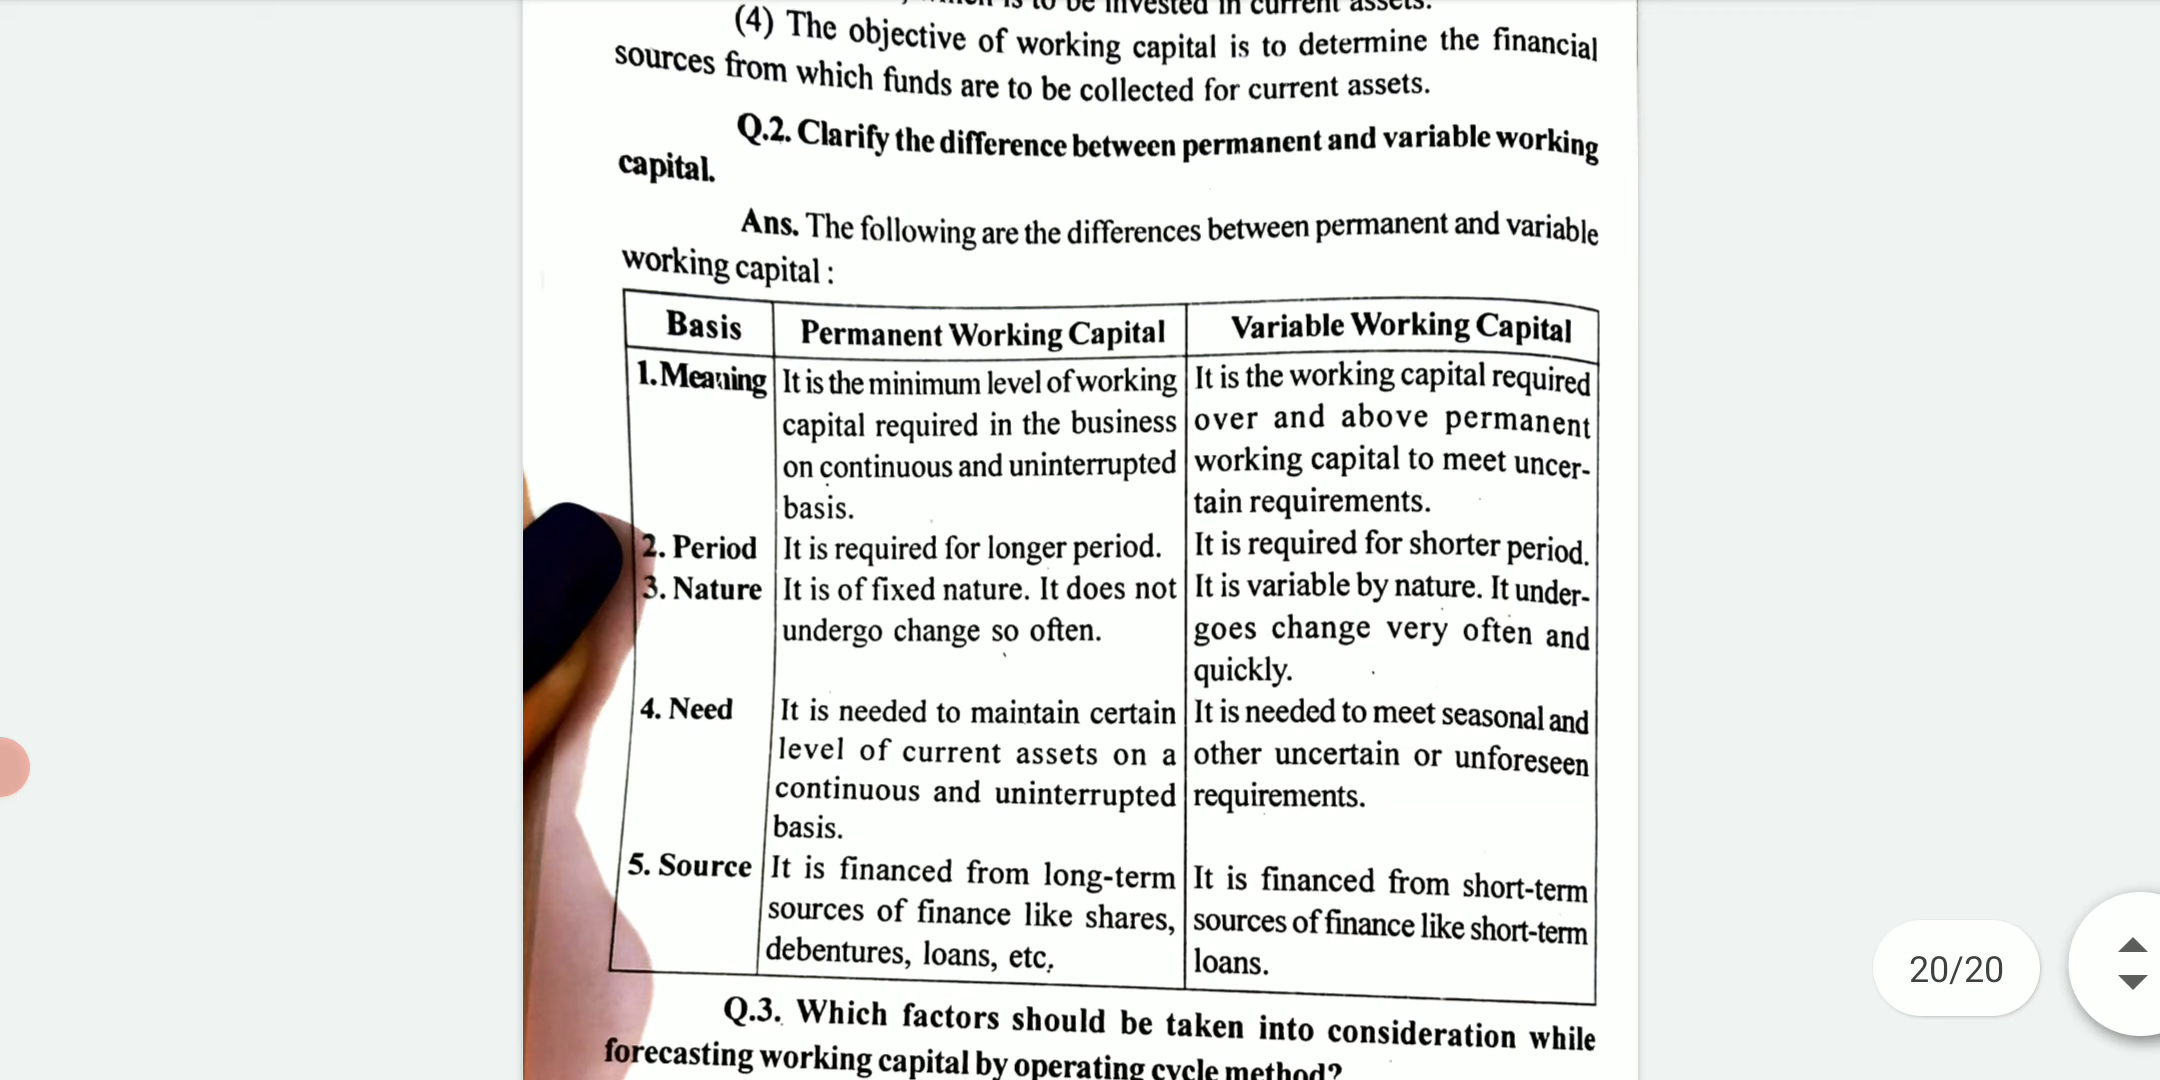 is to be invested in current assets.
(4) The objective of working capital is to determine the financial
sources from which funds are to be collected for current assets.
Q.2. Clarify the difference between permanent and variable working
capital.
Ans. The following are the differences between permanent and variable
working capital :
Basis
Permanent Working Capital
Variable Working Capital
1.Meaning
It is the minimum level of working
capital required in the business
on continuous and uninterrupted
basis.
It is the working capital required
over and above permanent
working capital to meet uncer-
tain requirements.
2. Period
It is required for longer period.
It is required for shorter period.
3. Nature
It is of fixed nature. It does not
undergo change so often.
It is variable by nature. It under-
goes change very often and
quickly.
4. Need
It is needed to maintain certain
level of current assets on a
continuous and uninterrupted
basis.
It is needed to meet seasonal and
other uncertain or unforeseen
requirements.
5. Source
It is financed from long-term
sources of finance like shares,
debentures, loans, etc.
It is financed from short-term
sources of finance like short-term
loans.
Q.3. Which factors should be taken into consideration while
forecasting working capital by operating cycle method?
20/20